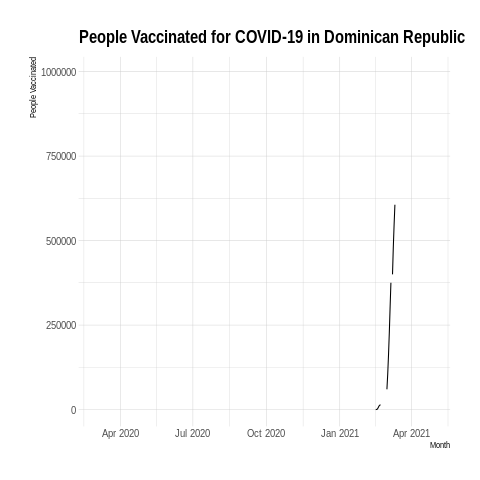 People Vaccinated for COVID-19 in Dominican Republic
People Vaccinated
1000000
750000
500000
250000
0
Apr 2020 Jul 2020 Oct 2020 Jan 2021 Apr 2021
Month